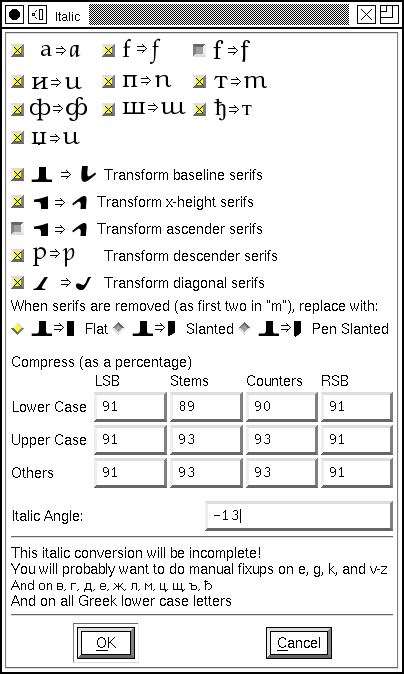 Italic
a⇒a f⇒f f⇒f
и⇒и п⇒п т⇒т
ф⇒ф ш⇒ш ђ⇒т
џ⇒и
⇒ Transform baseline serifs
⇒ Transform x-height serifs
⇒ Transform ascender serifs
p⇒p Transform descender serifs
⇒ Transform diagonal serifs
When serifs are removed (as first two in "m"), replace with:
⇒ Flat ⇒ Slanted ⇒ Pen Slanted
Compress (as a percentage)
LSB Stems Counters RSB
Lower Case 91 89 90 91
Upper Case 91 93 93 91
Others 91 93 93 91
Italic Angle: -13
This italic conversion will be incomplete!
You will probably want to do manual fixups on e, g, k, and v-z
And on в, г, д, е, ж, л, м, ц, щ, ъ, ђ
And on all Greek lower case letters
OK Cancel